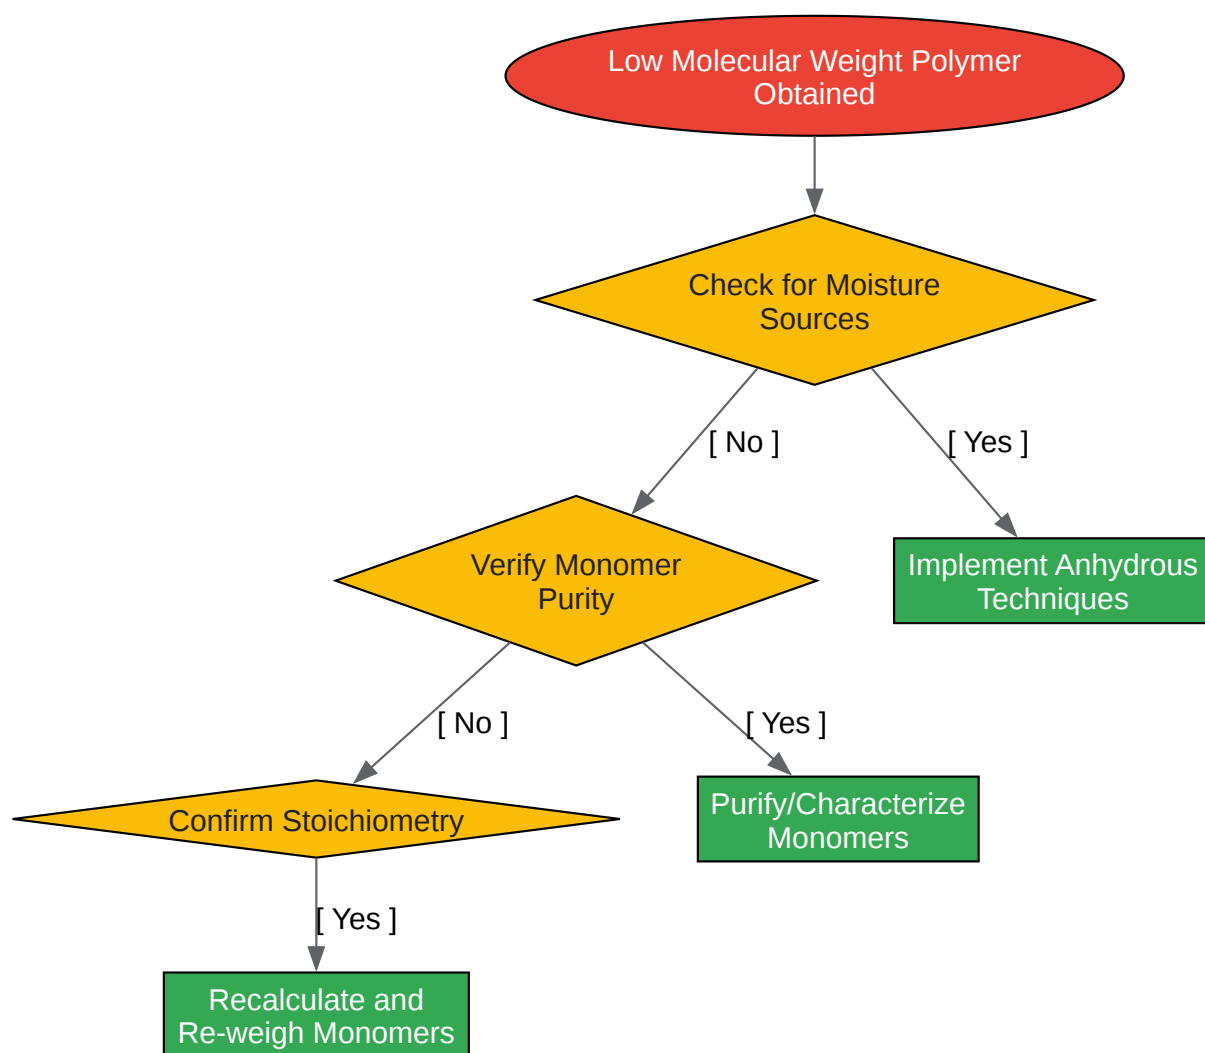 Low Molecular Weight Polymer
Obtained
Check for Moisture
Sources
[ No ]
[ Yes ]
Verify Monomer
Purity
Implement Anhydrous
Techniques
[ No ]
[ Yes ]
Confirm Stoichiometry
Purify/Characterize
Monomers
[ Yes ]
Recalculate and
Re-weigh Monomers